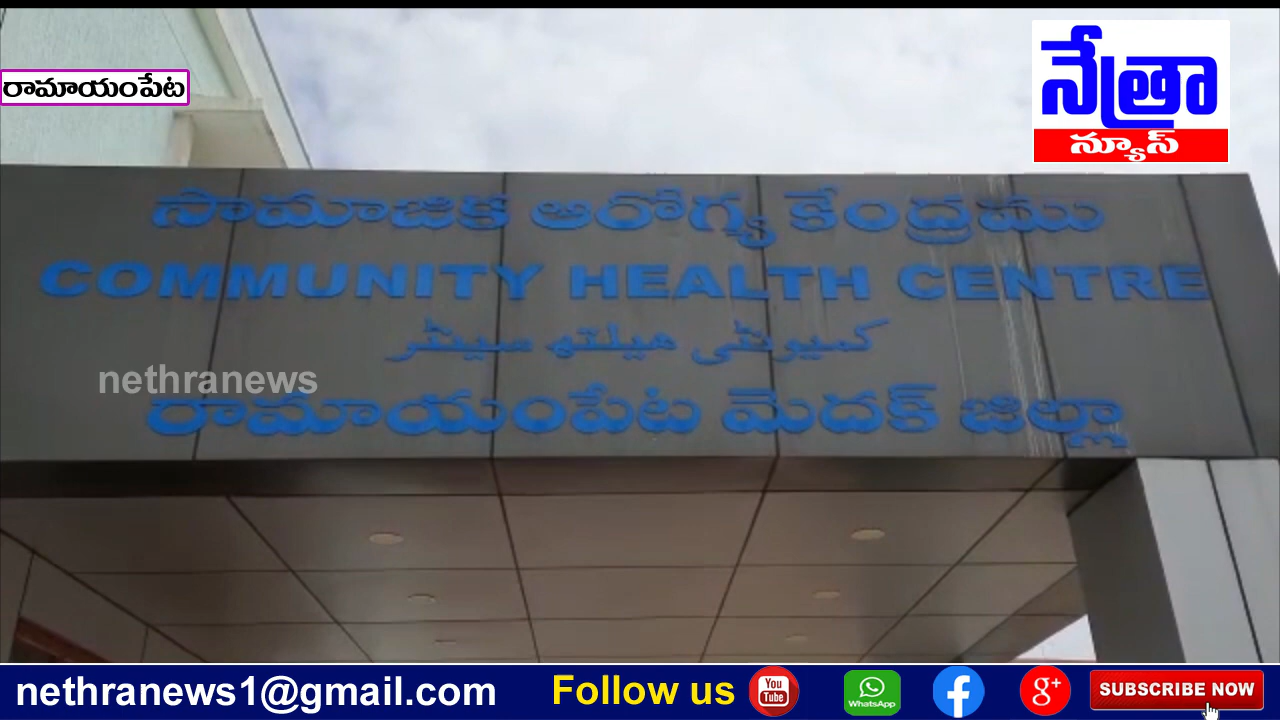 నేత్రా
న్యూస్
రామాయంపేట
సామాజిక ఆరోగ్య కేంద్రము
COMMUNITY HEALTH CENTRE
کمیونٹی ھیلتھ سینٹر
nethranews
రామాయంపేట మెదక్ జిల్లా
nethranews1@gmail.com
Follow us
You
Tube
WhatsApp
f
g+
SUBSCRIBE NOW